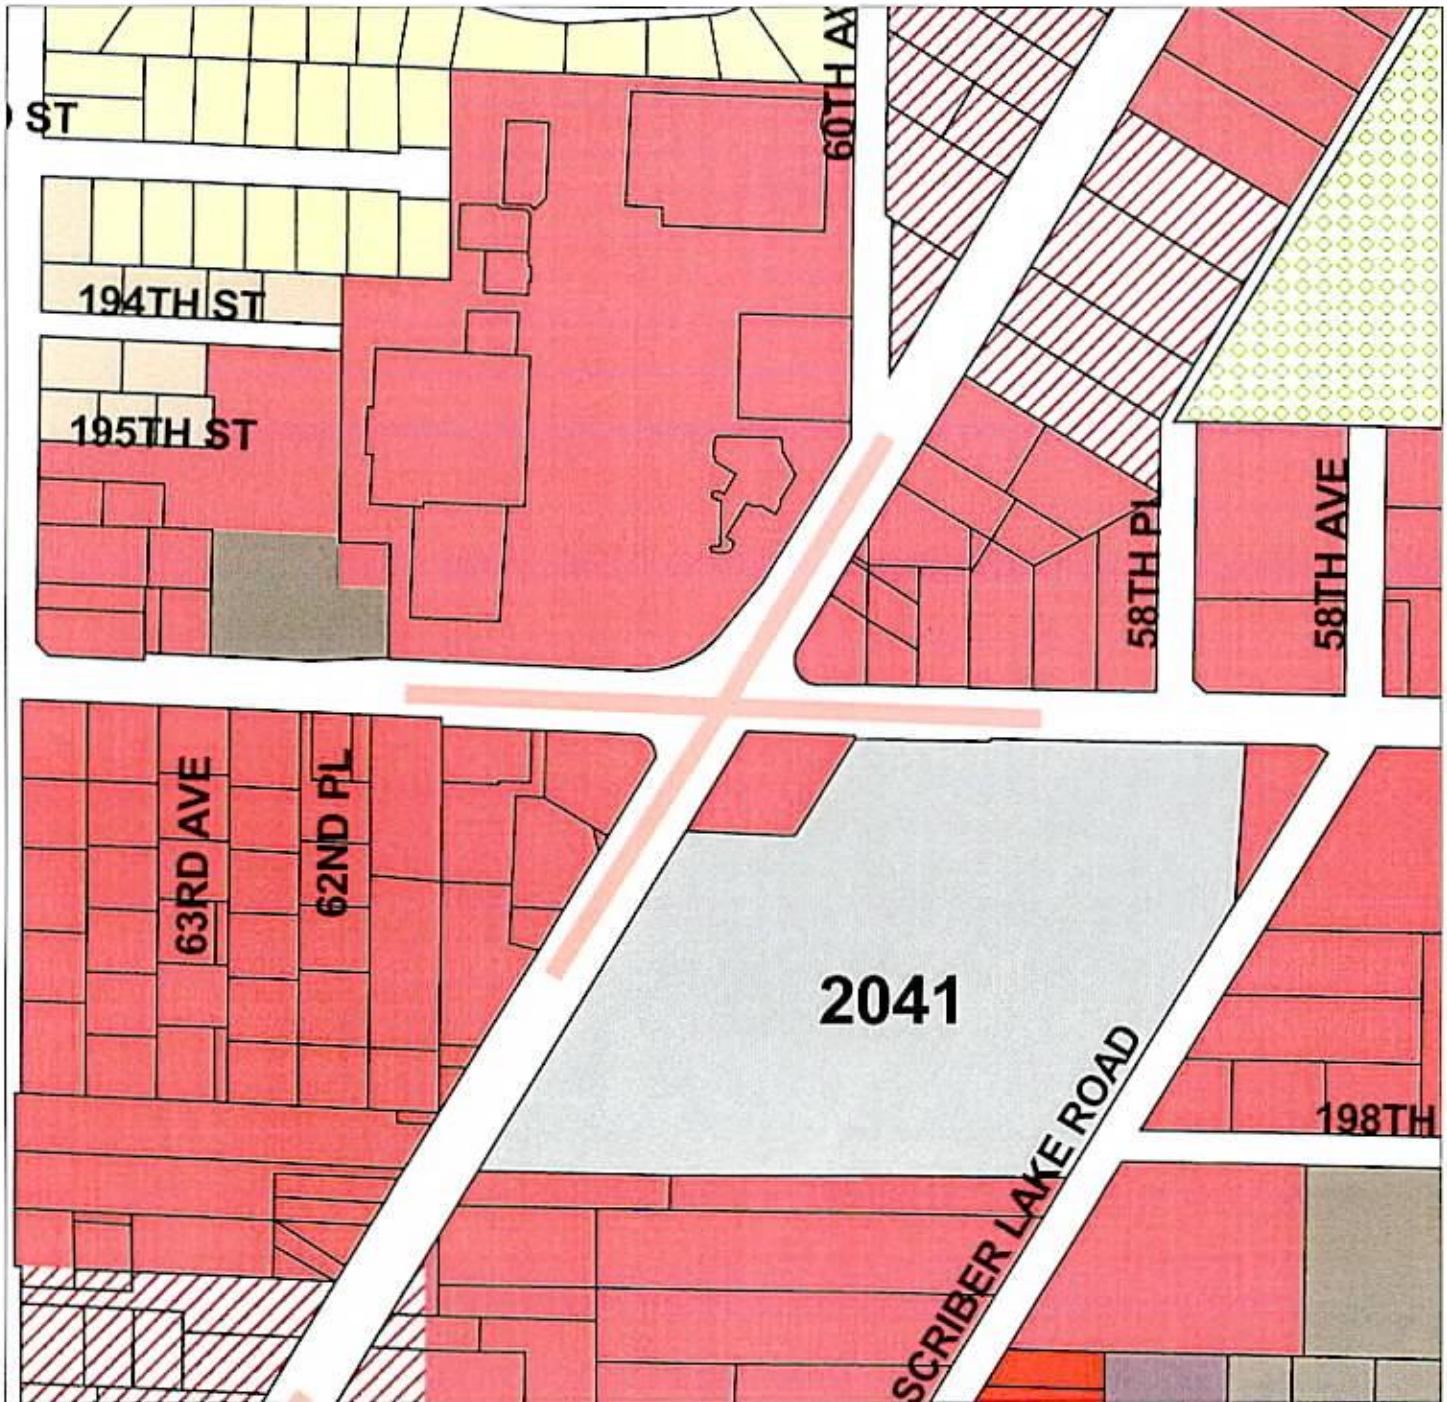 60TH AV
ST
194TH ST
195TH ST
58TH PL
58TH AVE
63RD AVE
62ND PL
2041
SCRIBER LAKE ROAD
198TH